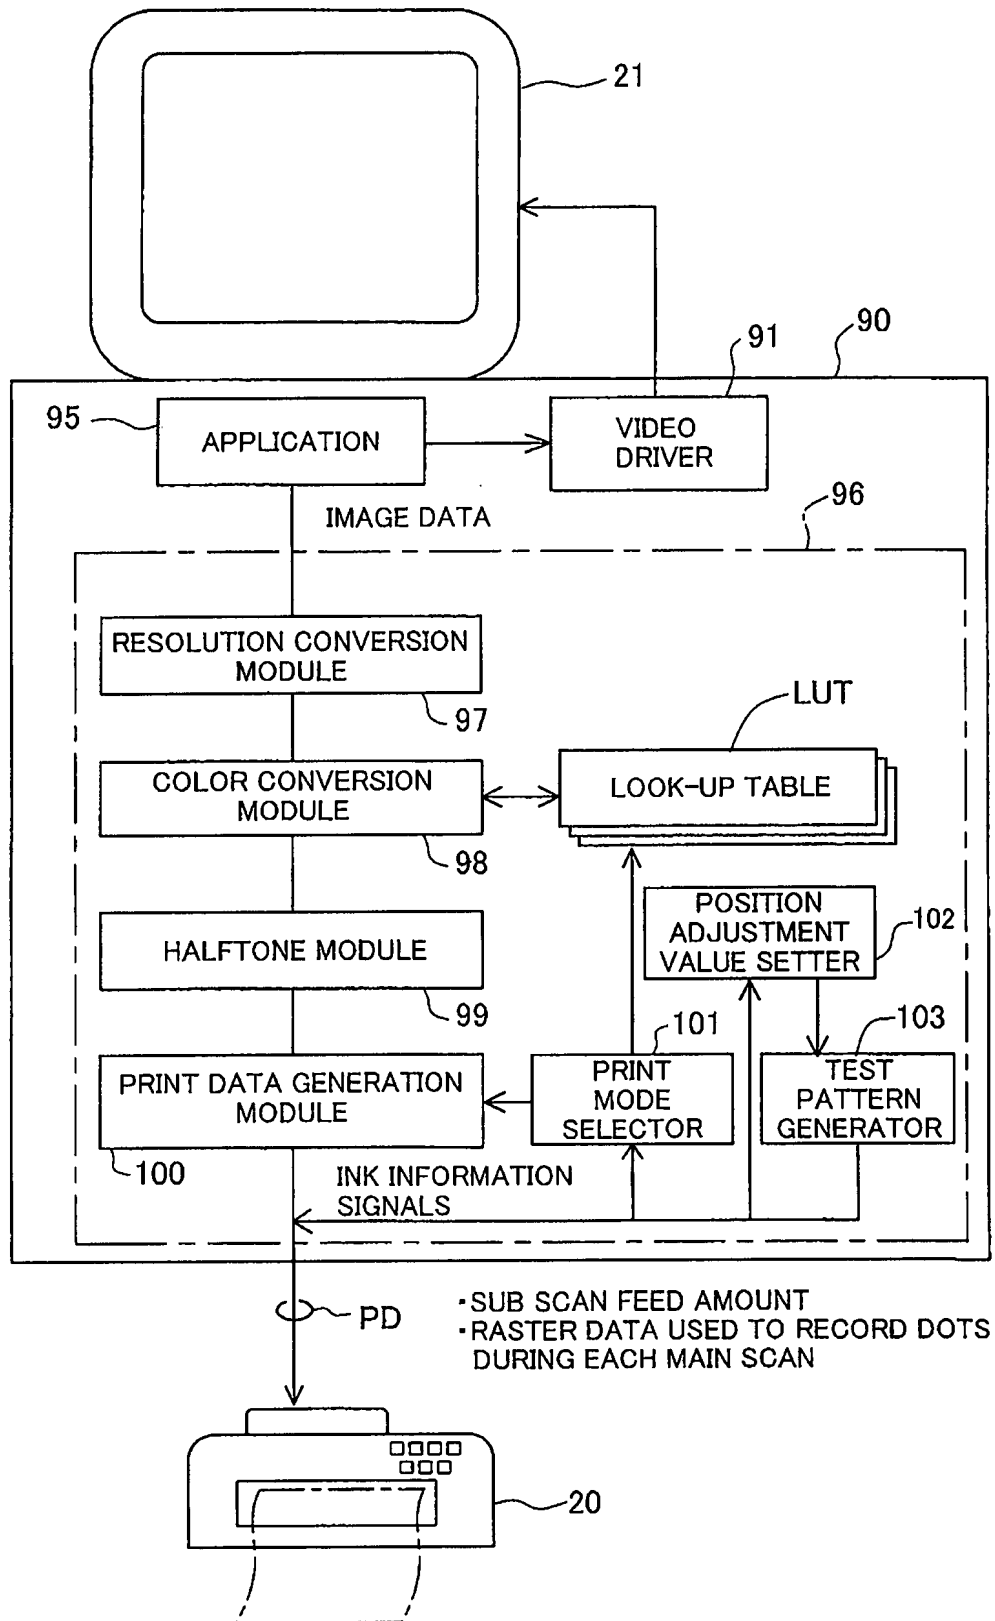 21
90
91
95
APPLICATION
VIDEO
DRIVER
IMAGE DATA
96
RESOLUTION CONVERSION
MODULE
97
LUT
COLOR CONVERSION
MODULE
LOOK-UP TABLE
98
POSITION
ADJUSTMENT
VALUE SETTER
102
HALFTONE MODULE
99
101
103
PRINT DATA GENERATION
MODULE
PRINT
MODE
SELECTOR
TEST
PATTERN
GENERATOR
100
INK INFORMATION
SIGNALS
PD
·SUB SCAN FEED AMOUNT
·RASTER DATA USED TO RECORD DOTS
DURING EACH MAIN SCAN
20